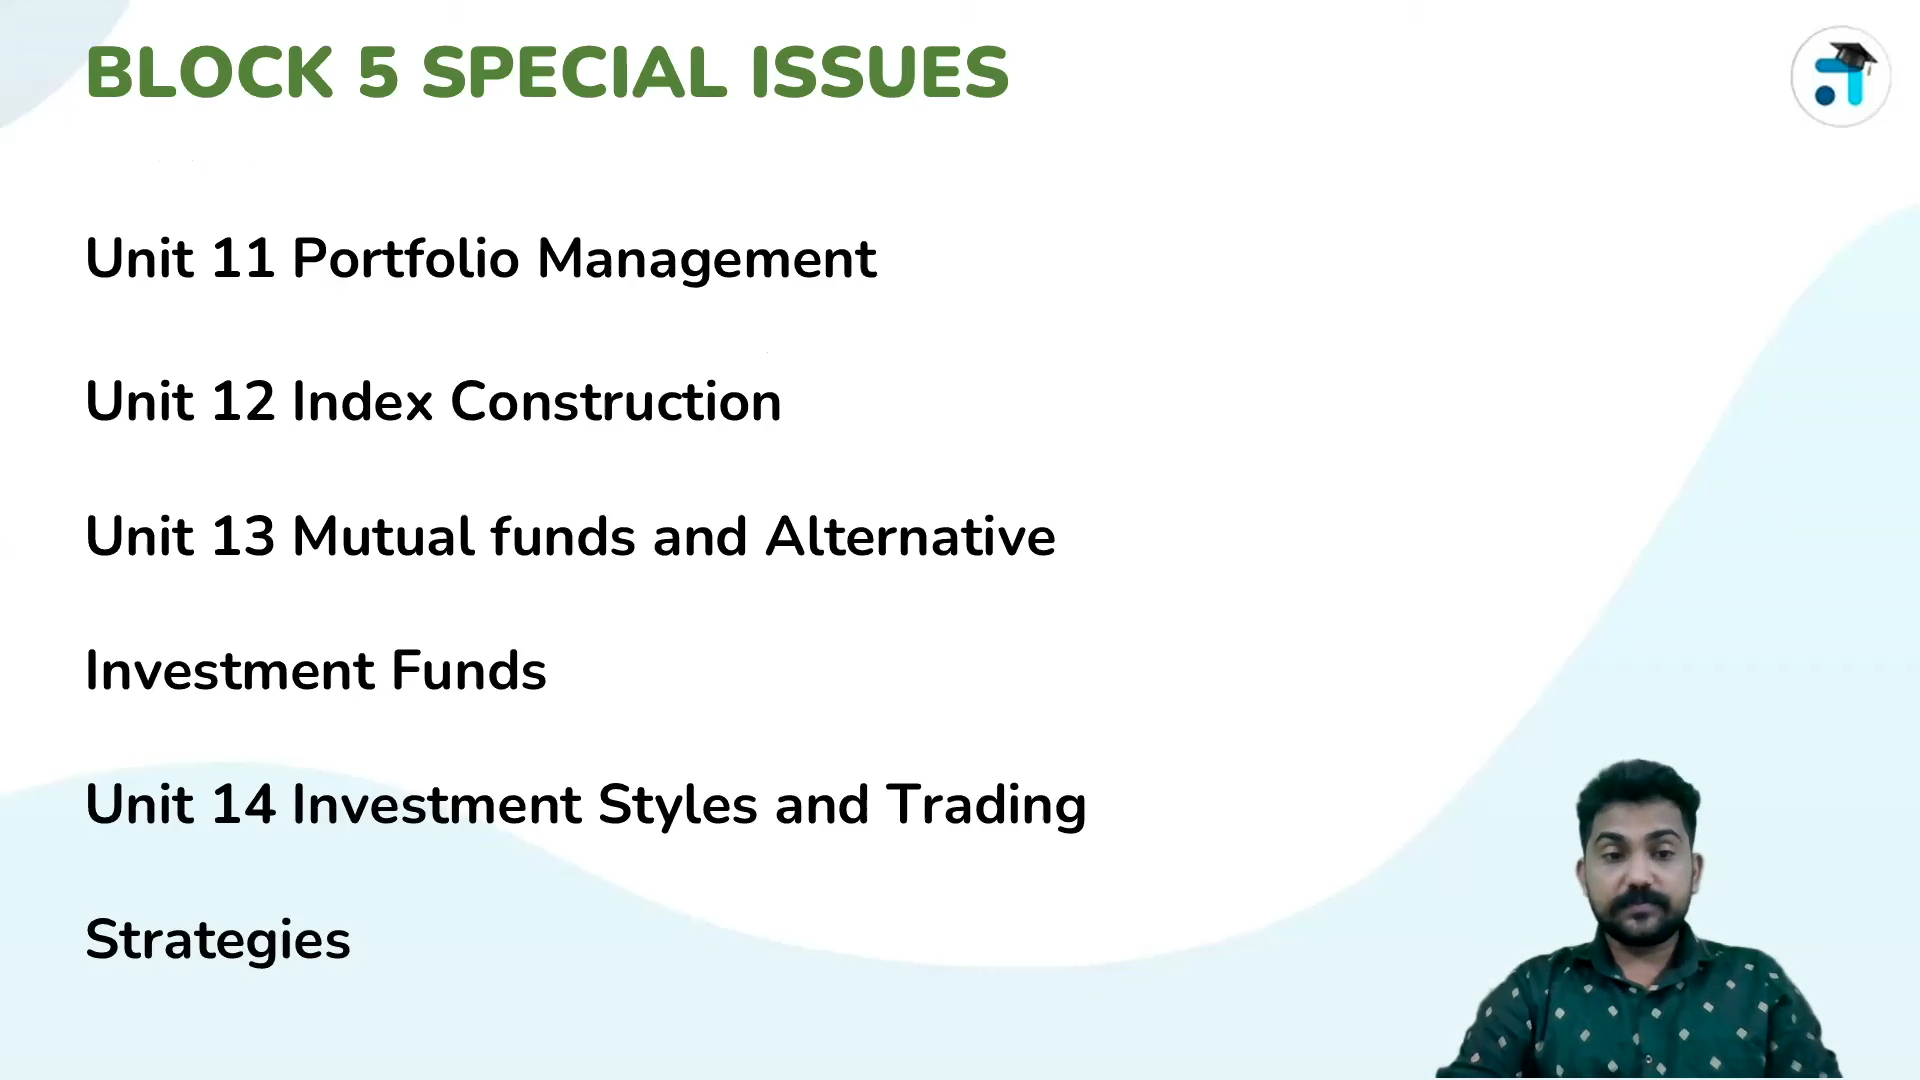 BLOCK 5 SPECIAL ISSUES
Unit 11 Portfolio Management
Unit 12 Index Construction
Unit 13 Mutual funds and Alternative
Investment Funds
Unit 14 Investment Styles and Trading
Strategies